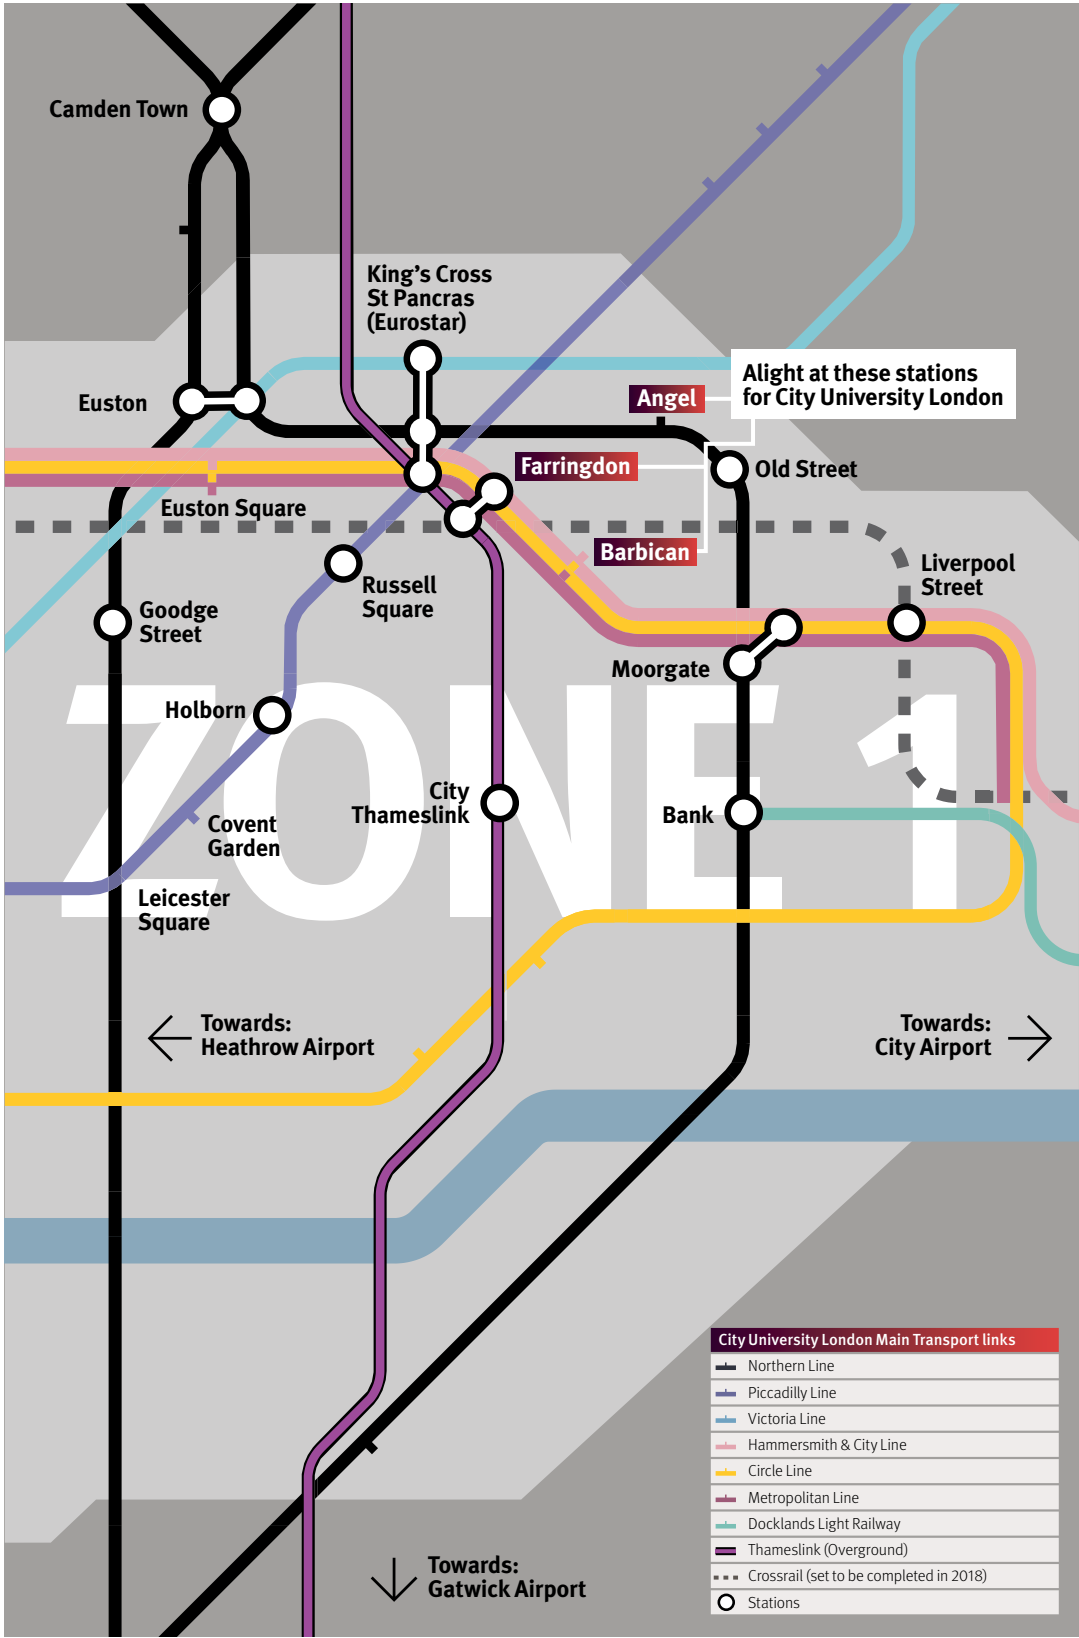 Camden Town
King's Cross
St Pancras
(Eurostar)
Euston
Angel
Alight at these stations
for City University London
Farringdon
Old Street
Euston Square
Barbican
Russell
Square
Liverpool
Street
Goodge
Street
Moorgate
Holborn
City
Thameslink
Bank
Covent
Garden
Leicester
Square
ZONE 1
Towards:
Heathrow Airport
Towards:
City Airport
City University London Main Transport links
Northern Line
Piccadilly Line
Victoria Line
Hammersmith & City Line
Circle Line
Metropolitan Line
Docklands Light Railway
Thameslink (Overground)
Crossrail (set to be completed in 2018)
Stations
Towards:
Gatwick Airport